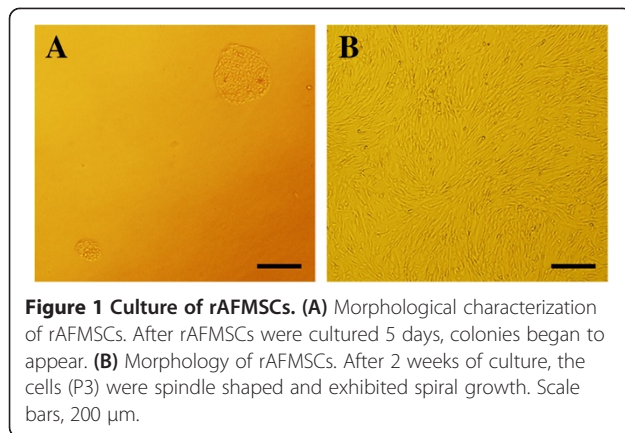 A
B
Figure 1 Culture of rAFMSCs. (A) Morphological characterization
of rAFMSCs. After rAFMSCs were cultured 5 days, colonies began to
appear. (B) Morphology of rAFMSCs. After 2 weeks of culture, the
cells (P3) were spindle shaped and exhibited spiral growth. Scale
bars, 200 μm.